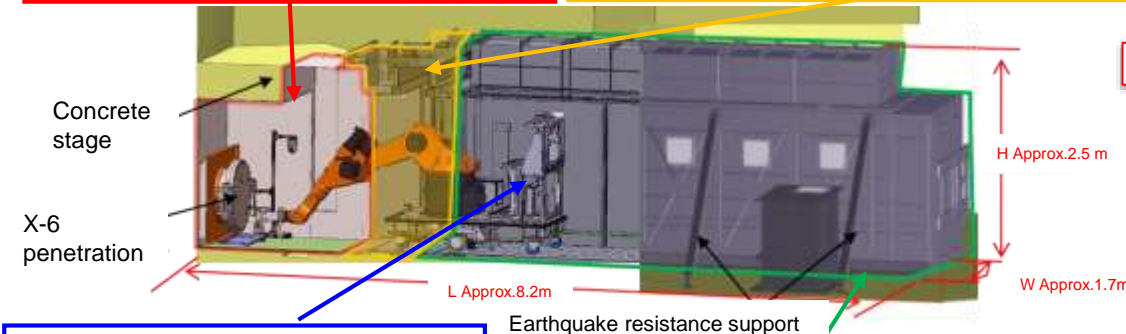 Concrete
stage
H Approx.2.5 m
X-6
penetration
W Approx.1.7m
L Approx.8.2m
Earthquake resistance support